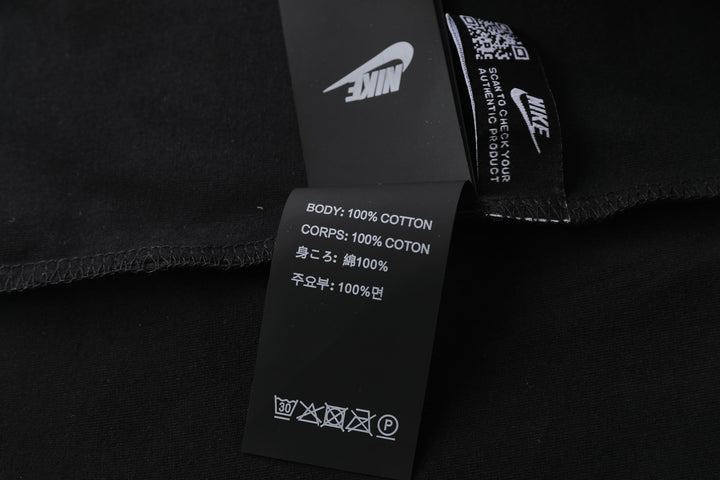 NIKE
SCAN TO CHECK YOUR
AUTHENTIC PRODUCT
NIKE
BODY: 100% COTTON
CORPS: 100% COTON
身ころ: 綿100%
주요부: 100%면
30
P